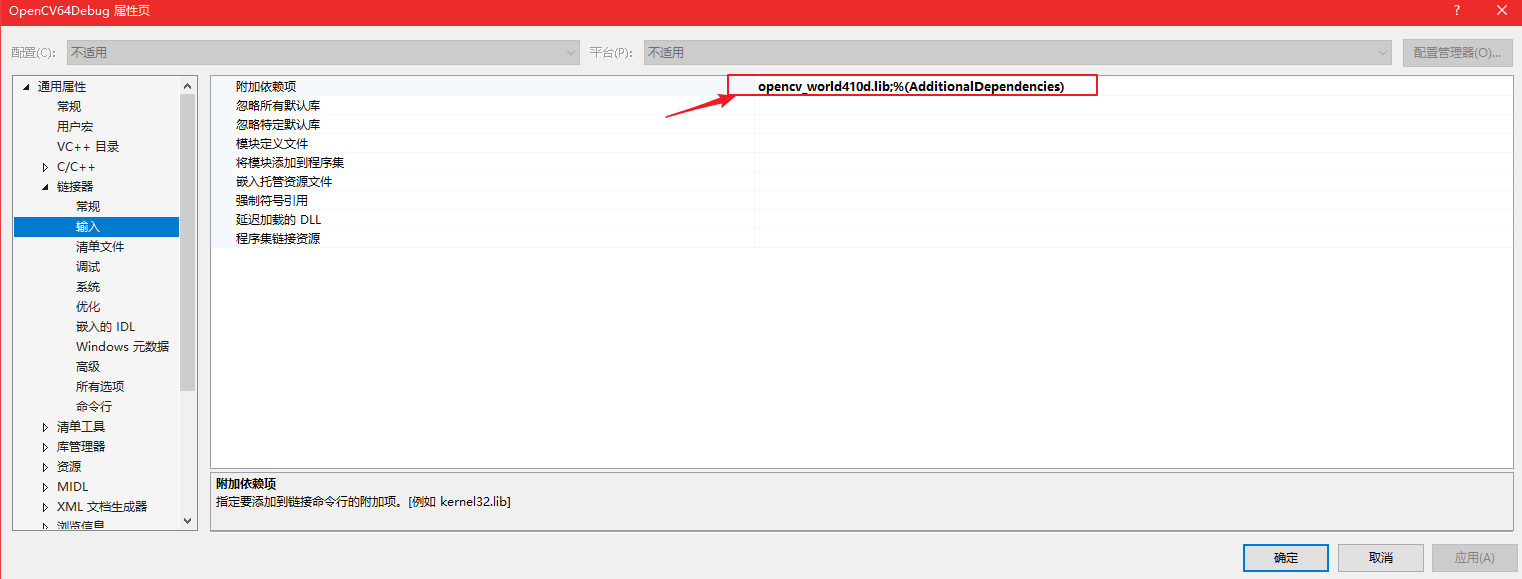 OpenCV64Debug 属性页
配置(C): 不适用 平台(P): 不适用 配置管理器(O)...
通用属性
常规
用户宏
VC++ 目录
C/C++
链接器
常规
输入
清单文件
调试
系统
优化
嵌入的 IDL
Windows 元数据
高级
所有选项
命令行
清单工具
库管理器
资源
MIDL
XML 文档生成器
浏览信息
附加依赖项 opencv_world410d.lib;%(AdditionalDependencies)
忽略所有默认库
忽略特定默认库
模块定义文件
将模块添加到程序集
嵌入托管资源文件
强制符号引用
延迟加载的 DLL
程序集链接资源
附加依赖项
指定要添加到链接命令行的附加项。[例如 kernel32.lib]
确定 取消 应用(A)